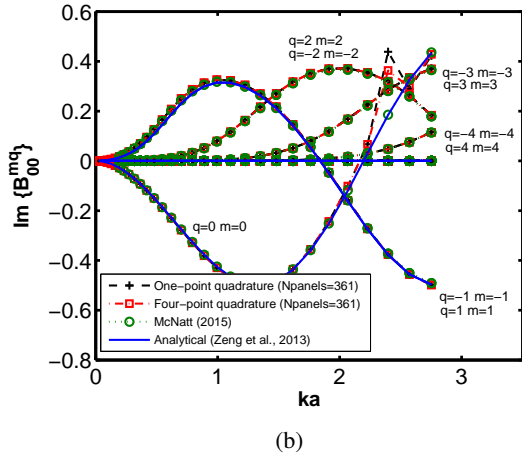 0.6
0.4
0.2
0
−0.2
−0.4
−0.6
−0.8
Im {B₀₀ᵐq}
q=2 m=2
q=−2 m=−2
q=−3 m=−3
q=3 m=3
q=−4 m=−4
q=4 m=4
q=0 m=0
q=−1 m=−1
q=1 m=1
One−point quadrature (Npanels=361)
Four−point quadrature (Npanels=361)
McNatt (2015)
Analytical (Zeng et al., 2013)
0 1 2 3
ka
(b)